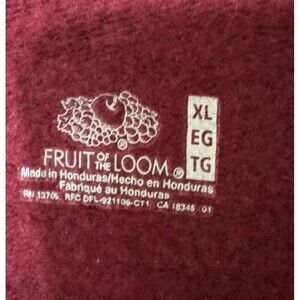 XL
EG
TG
FRUIT OF THE LOOM®
Made in Honduras/Hecho en Honduras
Fabriqué au Honduras
RN 13765 RFC DFL-021106-CT1 CA 18345 01